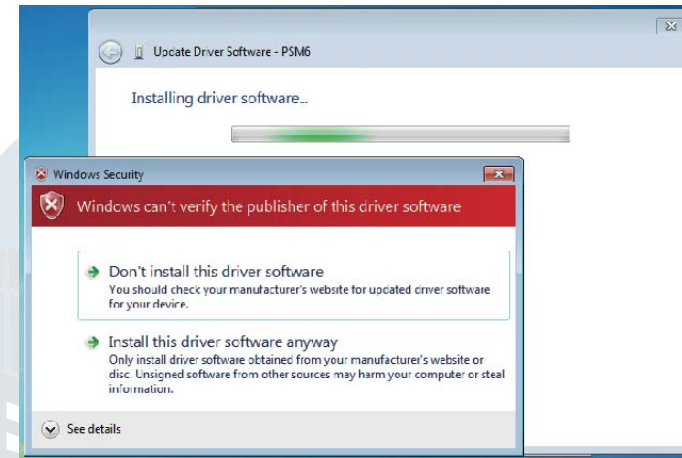 Update Driver Software - PSM6
Installing driver software...
Windows Security
Windows can't verify the publisher of this driver software
Don't install this driver software
You should check your manufacturer's website for updated driver software
for your device.
Install this driver software anyway
Only install driver software obtained from your manufacturer's website or
disc. Unsigned software from other sources may harm your computer or steal
information.
See details